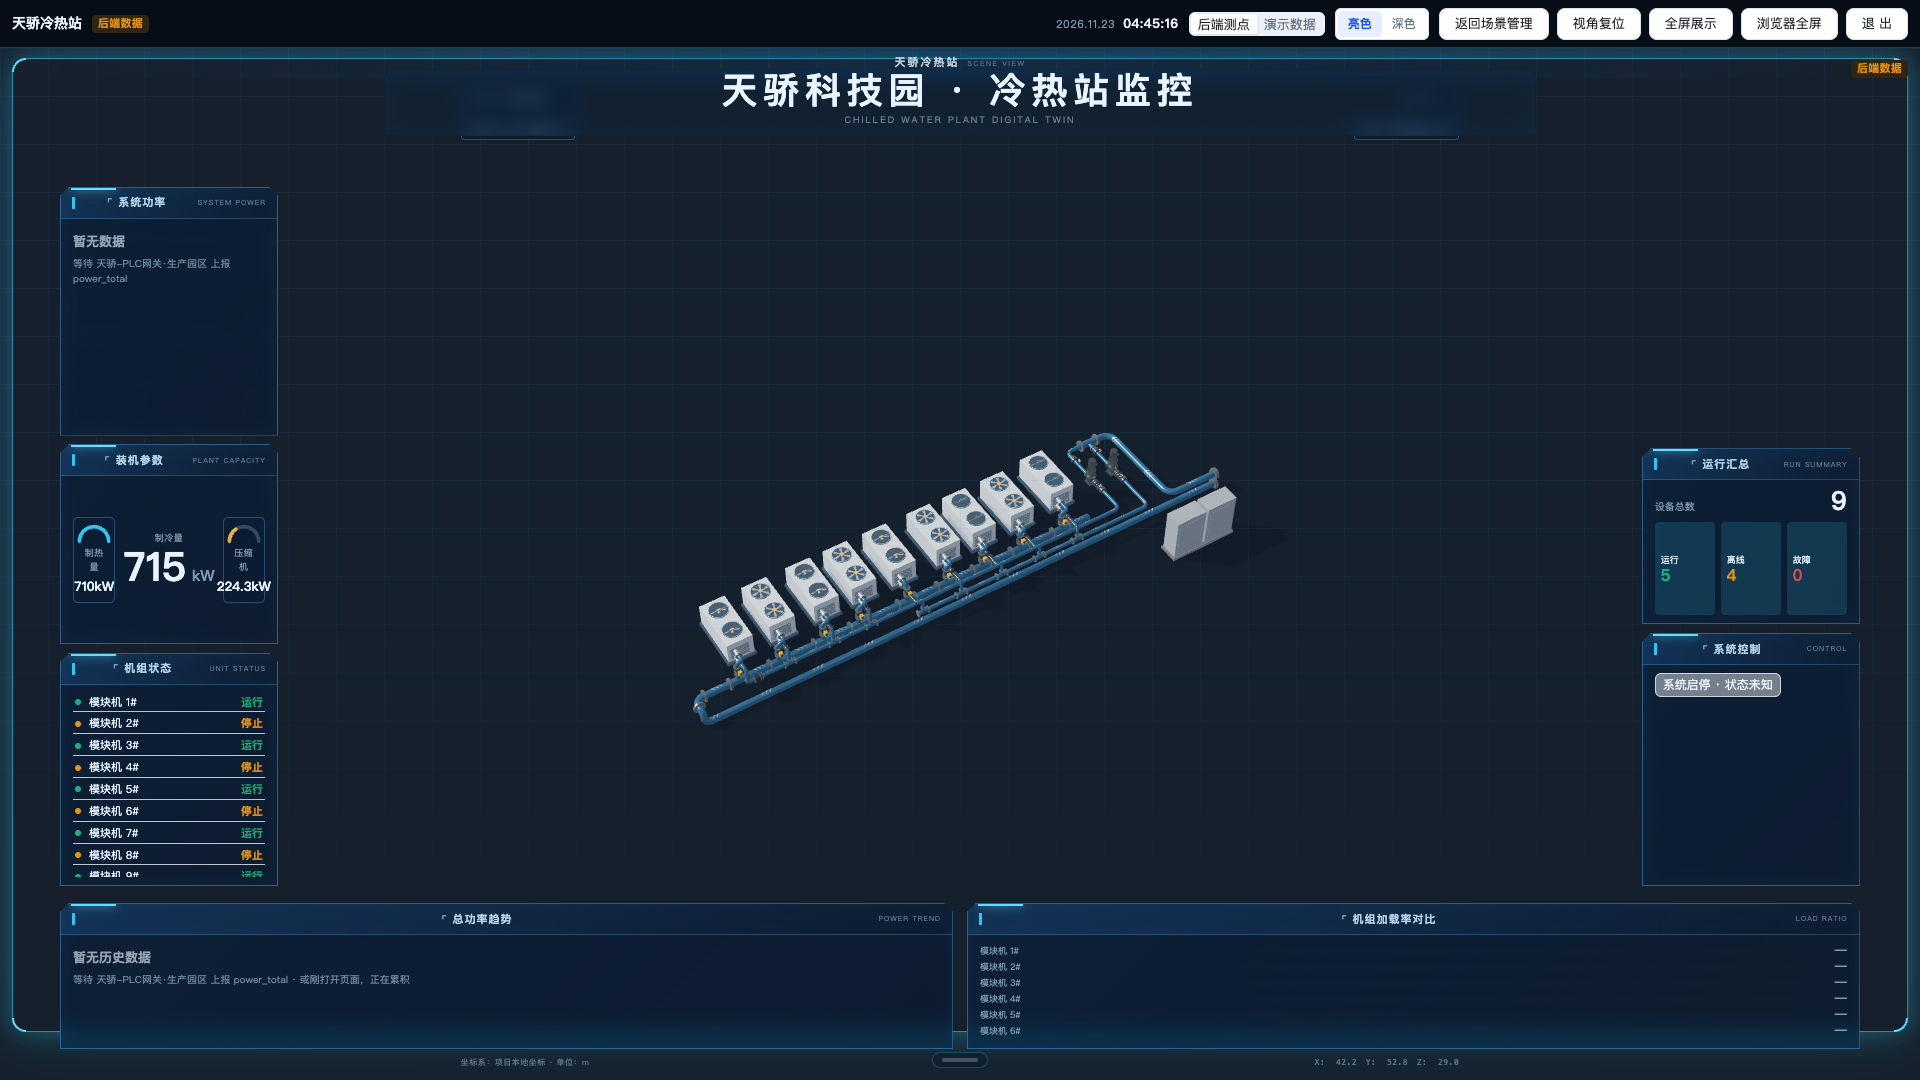 天骄冷热站 后端数据
2026.11.23 04:45:16 后端测点 演示数据 亮色 深色 返回场景管理 视角复位 全屏展示 浏览器全屏 退 出
天骄冷热站 SCENE VIEW
后端数据
天骄科技园 · 冷热站监控
CHILLED WATER PLANT DIGITAL TWIN
「 系统功率 SYSTEM POWER
暂无数据
等待 天骄-PLC网关·生产园区 上报
power_total
「 装机参数 PLANT CAPACITY
制热量
710kW
制冷量
715 kW
压缩机
224.3kW
「 机组状态 UNIT STATUS
模块机 1# 运行
模块机 2# 停止
模块机 3# 运行
模块机 4# 停止
模块机 5# 运行
模块机 6# 停止
模块机 7# 运行
模块机 8# 停止
模块机 9# 运行
「 运行汇总 RUN SUMMARY
设备总数 9
运行 离线 故障
5 4 0
「 系统控制 CONTROL
系统启停 · 状态未知
「 总功率趋势 POWER TREND
暂无历史数据
等待 天骄-PLC网关·生产园区 上报 power_total · 或刚打开页面，正在累积
「 机组加载率对比 LOAD RATIO
模块机 1# —
模块机 2# —
模块机 3# —
模块机 4# —
模块机 5# —
模块机 6# —
坐标系: 项目本地坐标 · 单位: m
X: 42.2 Y: 52.8 Z: 29.0